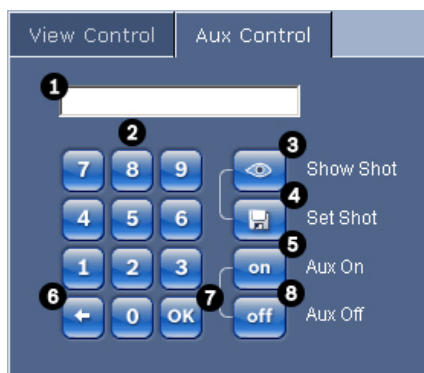 View Control Aux Control
1
2
3
7 8 9 Show Shot
4
4 5 6 Set Shot
5
1 2 3 on Aux On
6 7 8
0 OK off Aux Off